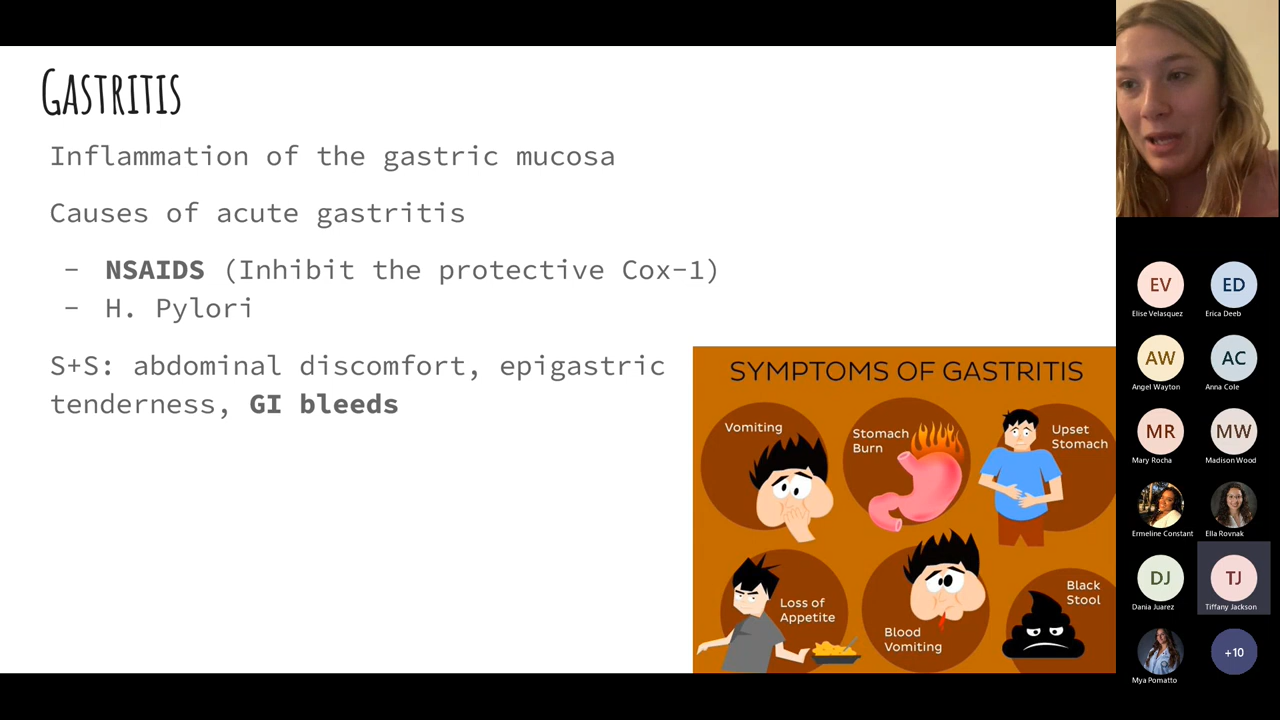 GASTRITIS
Inflammation of the gastric mucosa
Causes of acute gastritis
- NSAIDS (Inhibit the protective Cox-1)
- H. Pylori
S+S: abdominal discomfort, epigastric
tenderness, GI bleeds
SYMPTOMS OF GASTRITIS
Vomiting
Stomach
Burn
Upset
Stomach
Loss of
Appetite
Blood
Vomiting
Black
Stool
EV
Elise Velasquez
ED
Erica Deeb
AW
Angel Wayton
AC
Anna Cole
MR
Mary Rocha
MW
Madison Wood
Ermeline Constant
Ella Rovnak
DJ
Dania Juarez
TJ
Tiffany Jackson
Mya Pomatto
+10